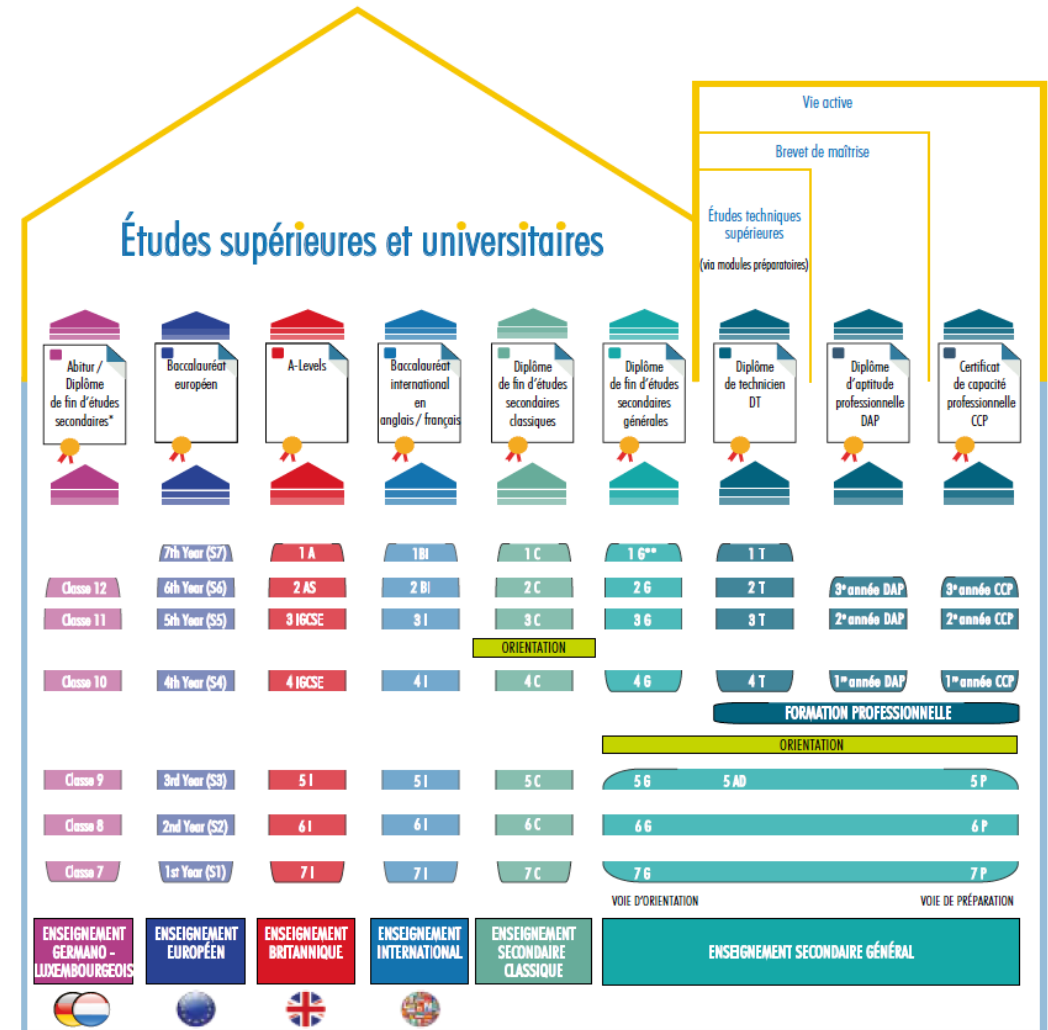 Vie active
Brevet de maîtrise
Études techniques
supérieures
(via modules préparatoires)
Études supérieures et universitaires
Abitur /
Diplôme
de fin d'études
secondaires*
Baccalauréat
européen
A-Levels
Baccalauréat
international
en
anglais / français
Diplôme
de fin d'études
secondaires
classiques
Diplôme
de fin d'études
secondaires
générales
Diplôme
de technicien
DT
Diplôme
d'aptitude
professionnelle
DAP
Certificat
de capacité
professionnelle
CCP
7th Year (S7) 1 A 1BI 1 C 1 G** 1 T
Classe 12 6th Year (S6) 2 AS 2 BI 2 C 2 G 2 T 3e année DAP 3e année CCP
Classe 11 5th Year (S5) 3 IGCSE 3 I 3 C 3 G 3 T 2e année DAP 2e année CCP
ORIENTATION
Classe 10 4th Year (S4) 4 IGCSE 4 I 4 C 4 G 4 T 1re année DAP 1re année CCP
FORMATION PROFESSIONNELLE
ORIENTATION
Classe 9 3rd Year (S3) 5 I 5 I 5 C 5 G 5 AD 5 P
Classe 8 2nd Year (S2) 6 I 6 I 6 C 6 G 6 P
Classe 7 1st Year (S1) 7 I 7 I 7 C 7 G 7 P
VOIE D'ORIENTATION VOIE DE PRÉPARATION
ENSEIGNEMENT
GERMANO -
LUXEMBOURGEOIS
ENSEIGNEMENT
EUROPÉEN
ENSEIGNEMENT
BRITANNIQUE
ENSEIGNEMENT
INTERNATIONAL
ENSEIGNEMENT
SECONDAIRE
CLASSIQUE
ENSEIGNEMENT SECONDAIRE GÉNÉRAL